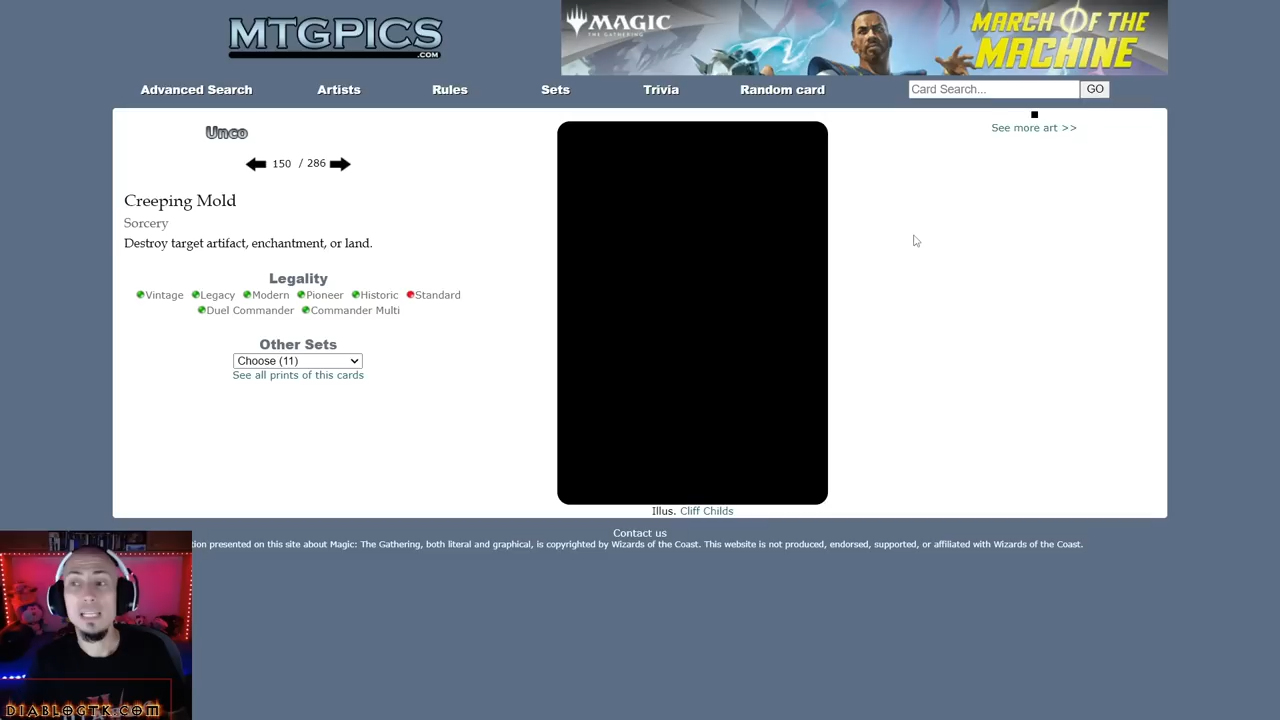 MTGPICS
.COM
MAGIC
THE GATHERING
MARCH OF THE
MACHINE
Advanced Search
Artists
Rules
Sets
Trivia
Random card
Card Search...
GO
Unco
150 / 286
Creeping Mold
Sorcery
Destroy target artifact, enchantment, or land.
Legality
Vintage Legacy Modern Pioneer Historic Standard
Duel Commander Commander Multi
Other Sets
Choose (11)
See all prints of this cards
Illus. Cliff Childs
See more art >>
Contact us
tion presented on this site about Magic: The Gathering, both literal and graphical, is copyrighted by Wizards of the Coast. This website is not produced, endorsed, supported, or affiliated with Wizards of the Coast.
DIABLOGTK.COM